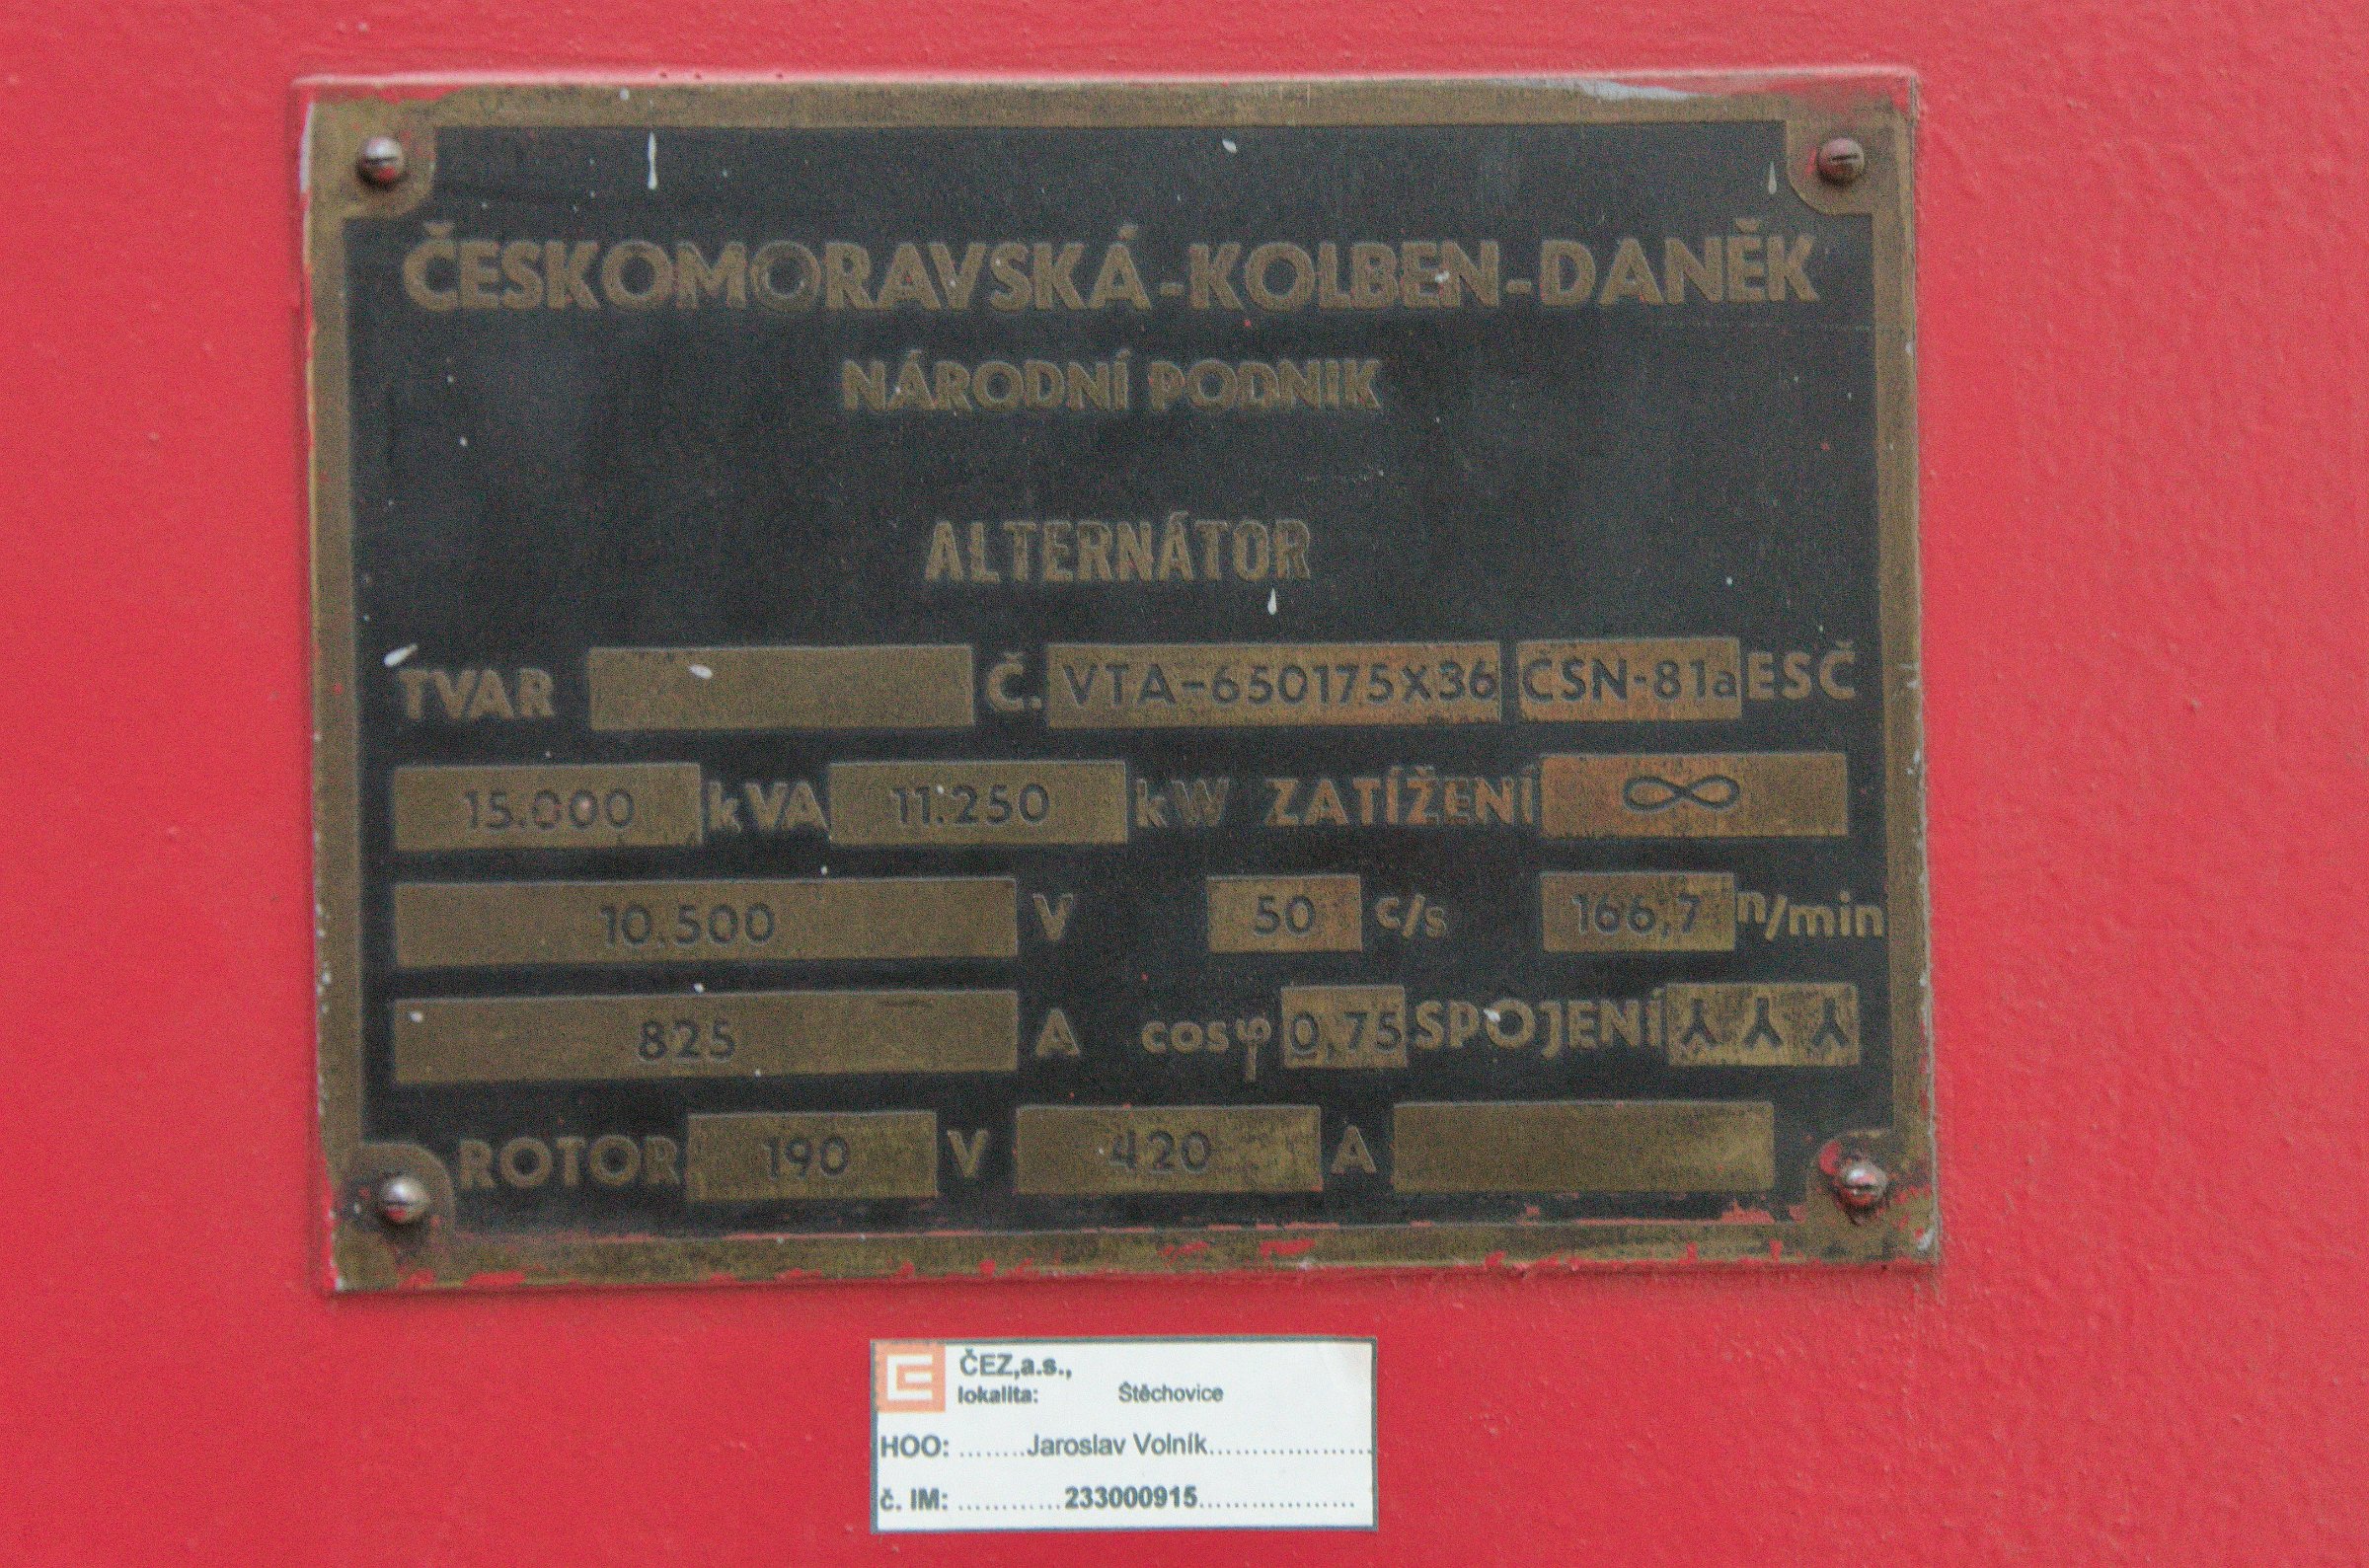 ČESKOMORAVSKÁ-KOLBEN-DANĚK
NÁRODNÍ PODNIK
ALTERNÁTOR
TVAR Č. VTA-650175x36 ČSN-81a ESČ
15.000 kVA 11.250 kW ZATÍŽENÍ ∞
10.500 V 50 c/s 166,7 n/min
825 A cos φ 0,75 SPOJENÍ ⅄ ⅄ ⅄
ROTOR 190 V 420 A
ČEZ,a.s.,
lokalita: Štěchovice
HOO: ........Jaroslav Volník...................
č. IM: ............233000915..................